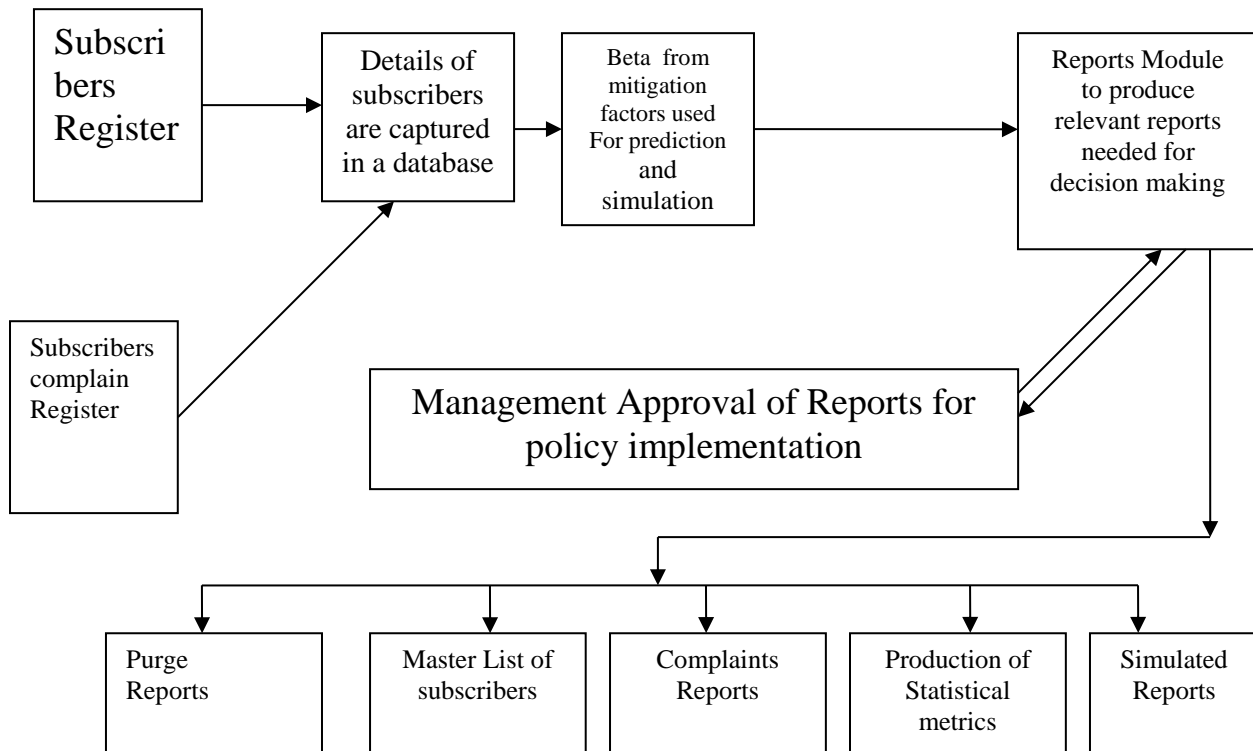 Subscri
bers
Register
Details of
subscribers
are captured
in a database
Beta from
mitigation
factors used
For prediction
and
simulation
Reports Module
to produce
relevant reports
needed for
decision making
Subscribers
complain
Register
Management Approval of Reports for
policy implementation
Purge
Reports
Master List of
subscribers
Complaints
Reports
Production of
Statistical
metrics
Simulated
Reports